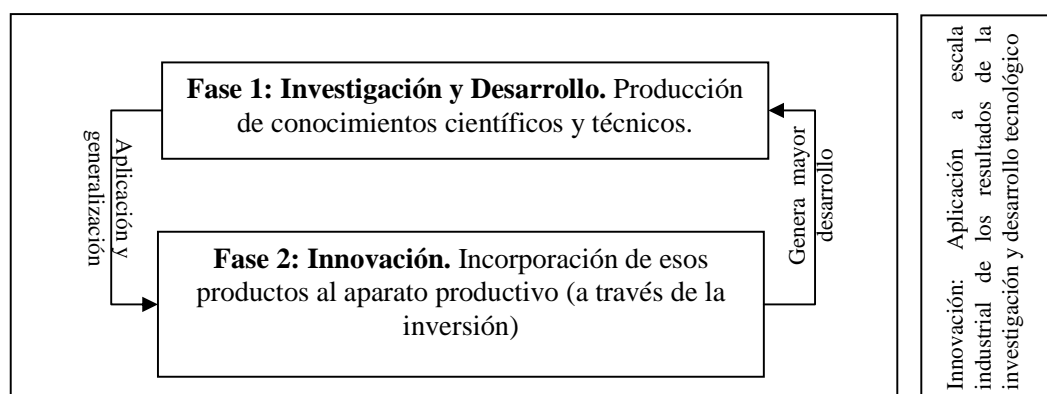 Fase 1: Investigación y Desarrollo. Producción
de conocimientos científicos y técnicos.
Aplicación y
generalización
Genera mayor
desarrollo
Fase 2: Innovación. Incorporación de esos
productos al aparato productivo (a través de la
inversión)
Innovación: Aplicación a escala
industrial de los resultados de la
investigación y desarrollo tecnológico